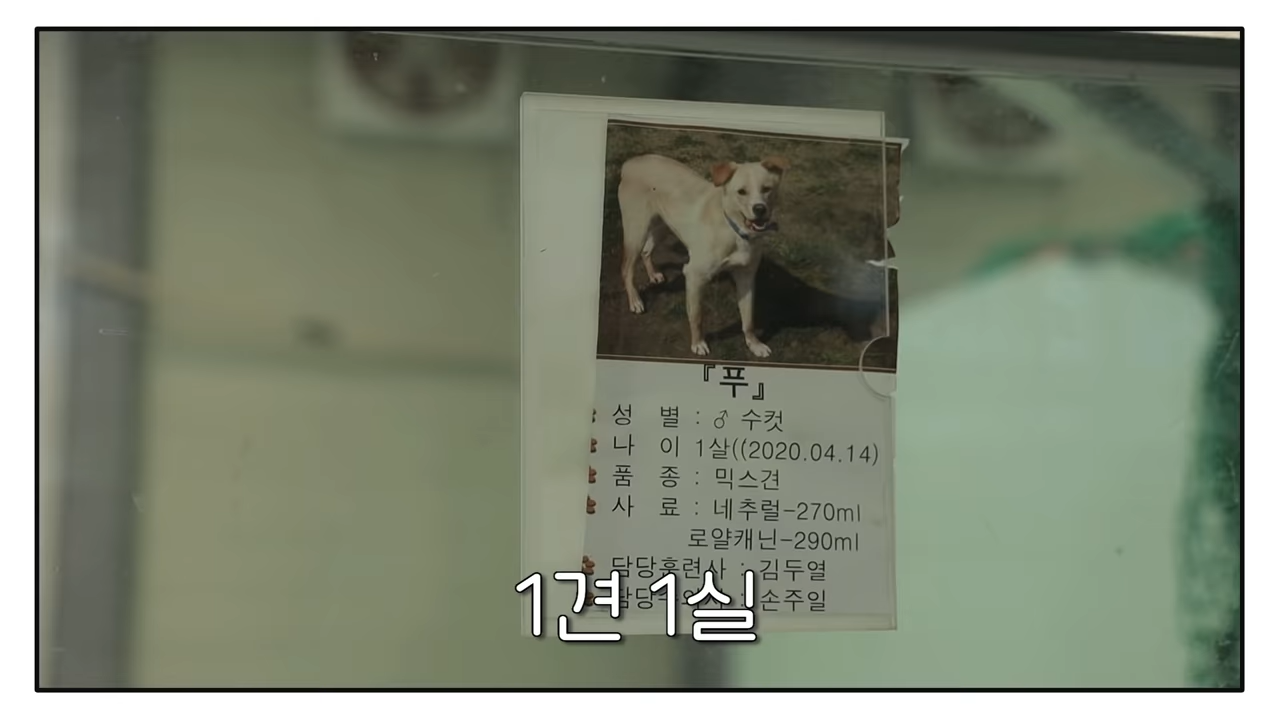 『푸』
성 별 : ♂ 수컷
나 이 1살((2020.04.14)
품 종 : 믹스견
사 료 : 네추럴-270ml
로얄캐닌-290ml
담당훈련사 : 김두열
손주일
1견 1실